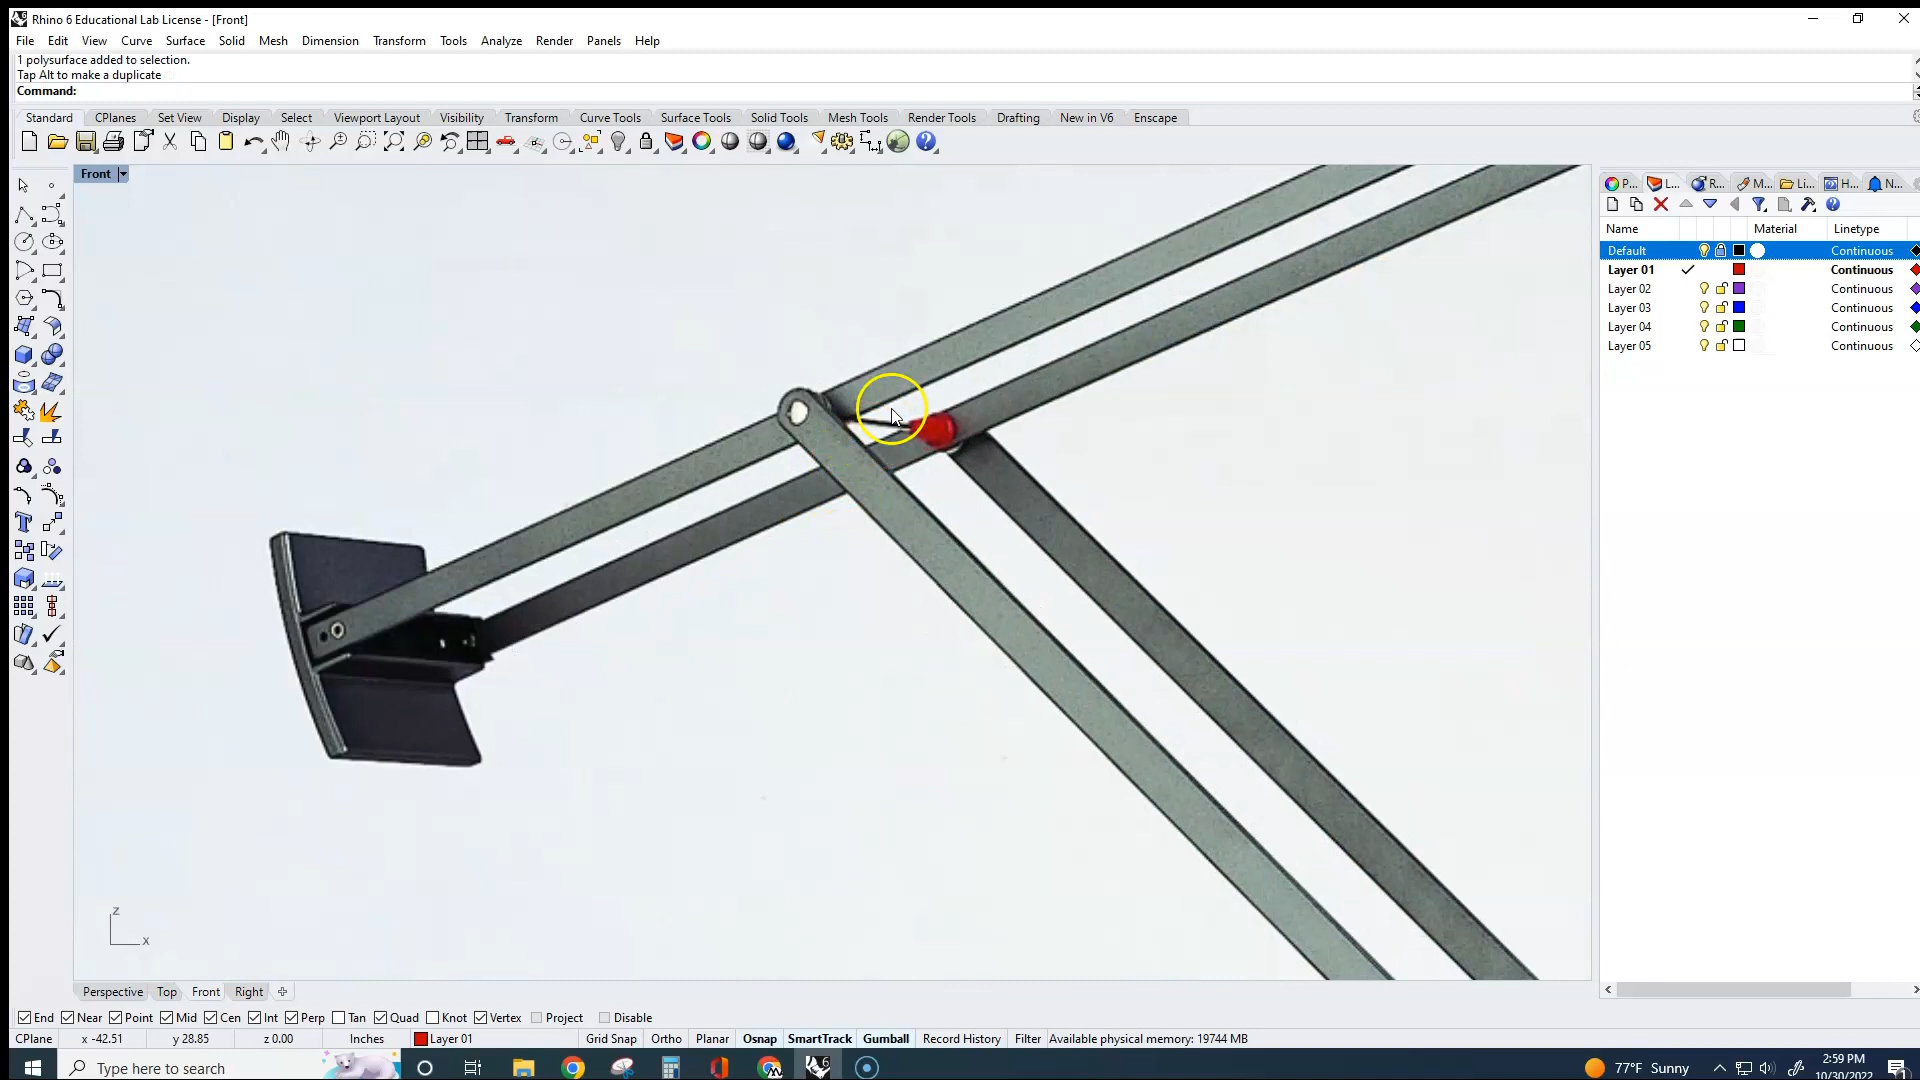 Rhino 6 Educational Lab License - [Front]
File Edit View Curve Surface Solid Mesh Dimension Transform Tools Analyze Render Panels Help
1 polysurface added to selection.
Tap Alt to make a duplicate
Command:
Standard CPlanes Set View Display Select Viewport Layout Visibility Transform Curve Tools Surface Tools Solid Tools Mesh Tools Render Tools Drafting New in V6 Enscape
Front
P... L... R... M... Li... H... N...
Name Material Linetype
Default Continuous
Layer 01 Continuous
Layer 02 Continuous
Layer 03 Continuous
Layer 04 Continuous
Layer 05 Continuous
z
x
Perspective Top Front Right
End Near Point Mid Cen Int Perp Tan Quad Knot Vertex Project Disable
CPlane x -42.51 y 28.85 z 0.00 Inches Layer 01 Grid Snap Ortho Planar Osnap SmartTrack Gumball Record History Filter Available physical memory: 19744 MB
Type here to search 6 77°F Sunny 2:59 PM
10/30/2022 1